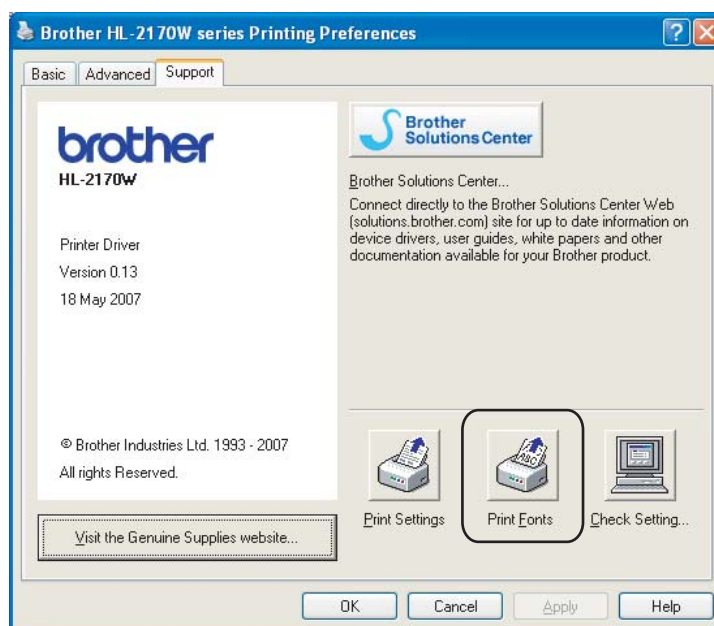 Brother HL-2170W series Printing Preferences
Basic Advanced Support
brother
HL-2170W
Printer Driver
Version 0.13
18 May 2007
© Brother Industries Ltd. 1993 - 2007
All rights Reserved.
Visit the Genuine Supplies website...
Brother
Solutions Center
Brother Solutions Center...
Connect directly to the Brother Solutions Center Web
(solutions.brother.com) site for up to date information on
device drivers, user guides, white papers and other
documentation available for your Brother product.
ABC
Print Settings Print Fonts Check Setting...
OK Cancel Apply Help